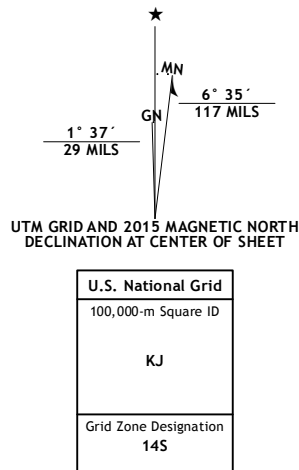 ★
MN
GN
6° 35´
117 MILS
1° 37´
29 MILS
UTM GRID AND 2015 MAGNETIC NORTH
DECLINATION AT CENTER OF SHEET
U.S. National Grid
100,000-m Square ID
KJ
Grid Zone Designation
14S